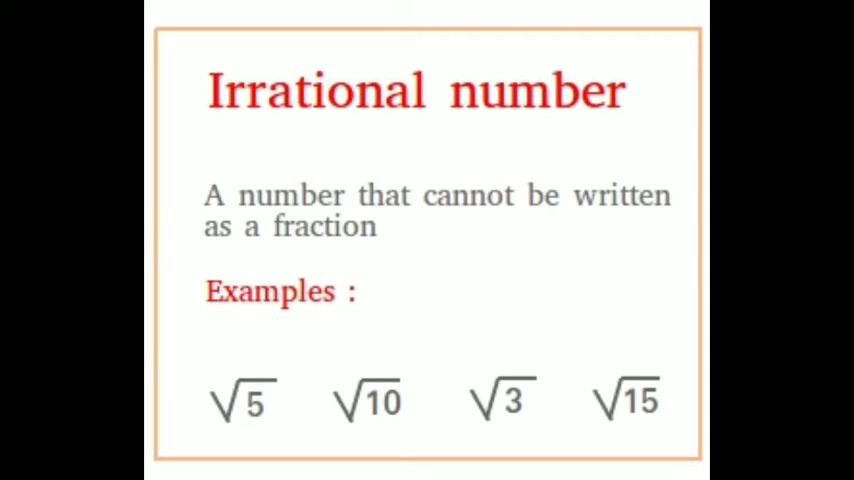 Irrational number
A number that cannot be written
as a fraction
Examples :
√5 √10 √3 √15